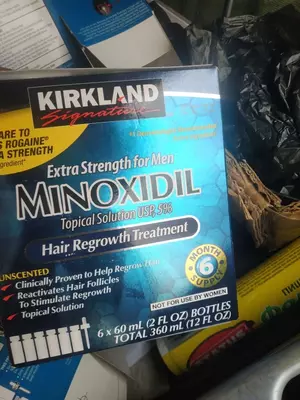 KIRKLAND
Signature
ARE TO
ROGAINE®
A STRENGTH
Extra Strength for Men
MINOXIDIL
Topical Solution USP, 5%
Hair Regrowth Treatment
UNSCENTED
Clinically Proven to Help Regrow Hair
Reactivates Hair Follicles
To Stimulate Regrowth
Topical Solution
MONTH
6
SUPPLY
NOT FOR USE BY WOMEN
6 x 60 mL (2 FL OZ) BOTTLES
TOTAL 360 mL (12 FL OZ)